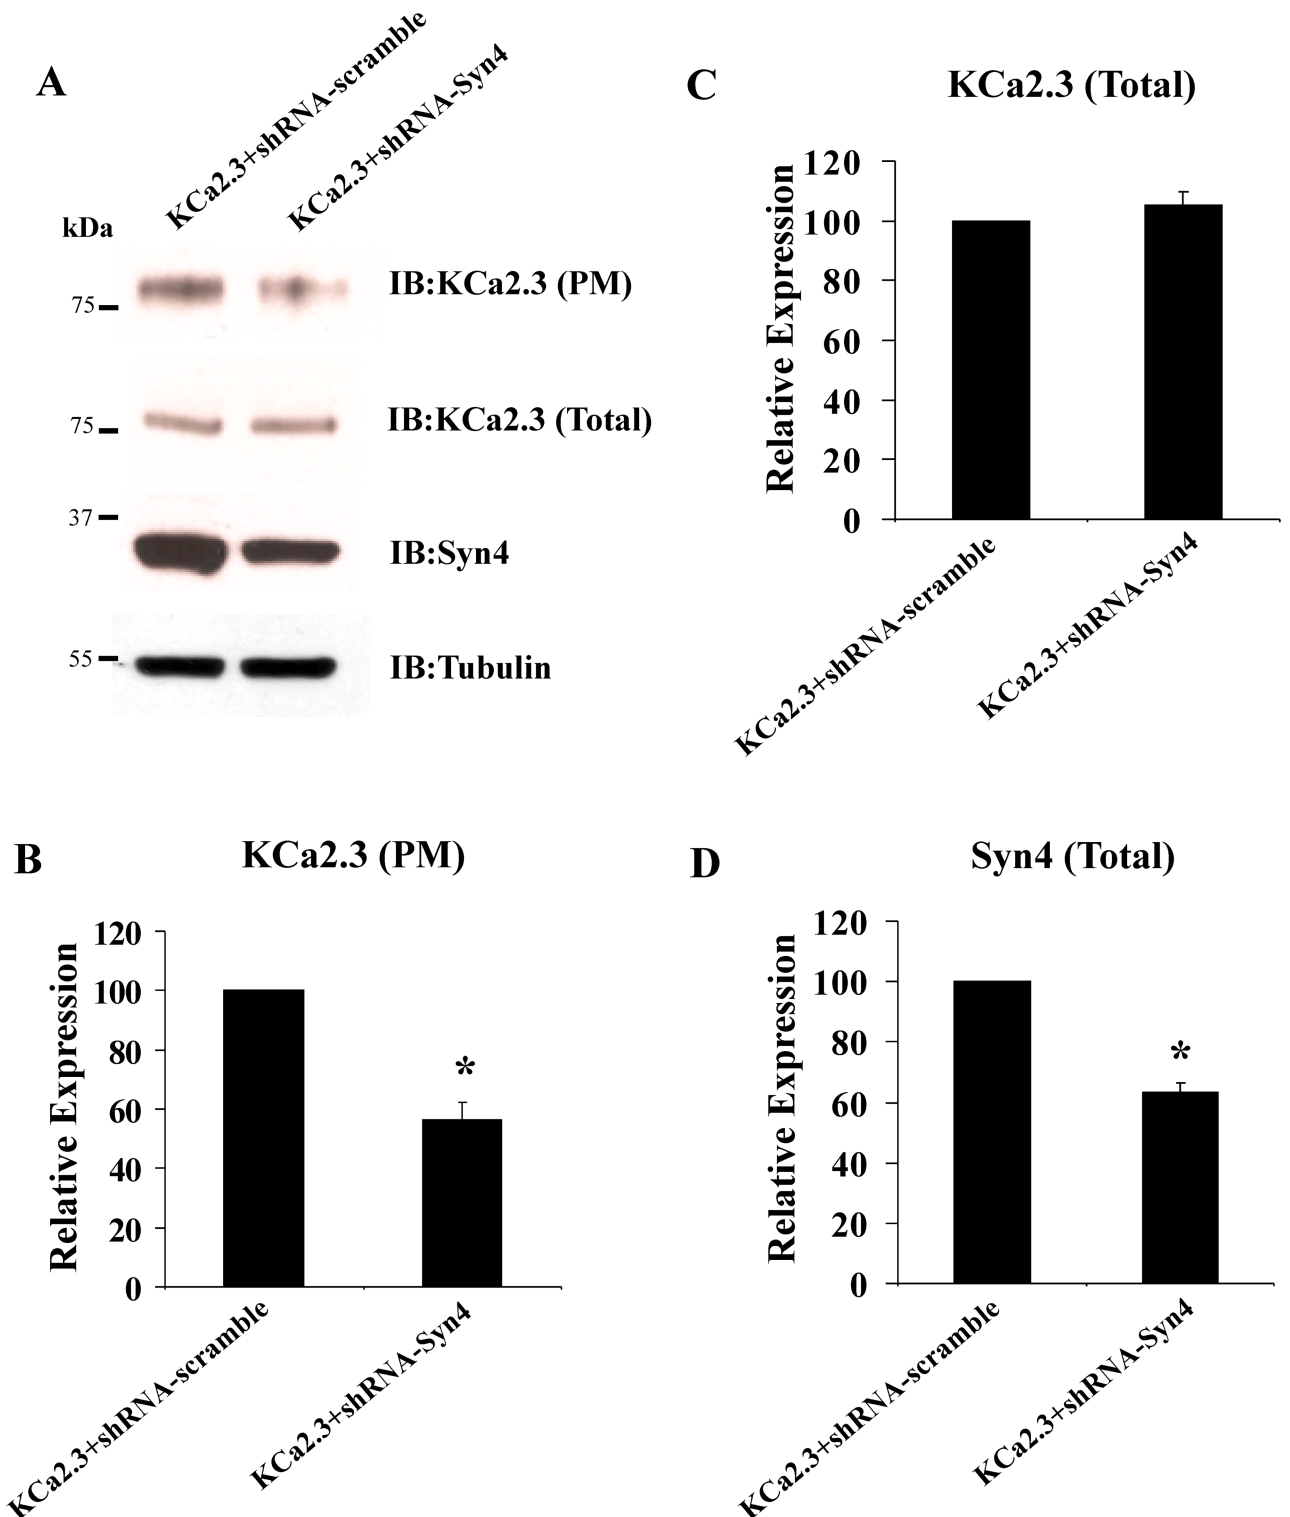 A
KCa2.3+shRNA-scramble
KCa2.3+shRNA-Syn4
kDa
75
IB:KCa2.3 (PM)
75
IB:KCa2.3 (Total)
37
IB:Syn4
55
IB:Tubulin
C
KCa2.3 (Total)
Relative Expression
120
100
80
60
40
20
0
KCa2.3+shRNA-scramble
KCa2.3+shRNA-Syn4
B
KCa2.3 (PM)
Relative Expression
120
100
80
60
40
20
0
*
KCa2.3+shRNA-scramble
KCa2.3+shRNA-Syn4
D
Syn4 (Total)
Relative Expression
120
100
80
60
40
20
0
*
KCa2.3+shRNA-scramble
KCa2.3+shRNA-Syn4